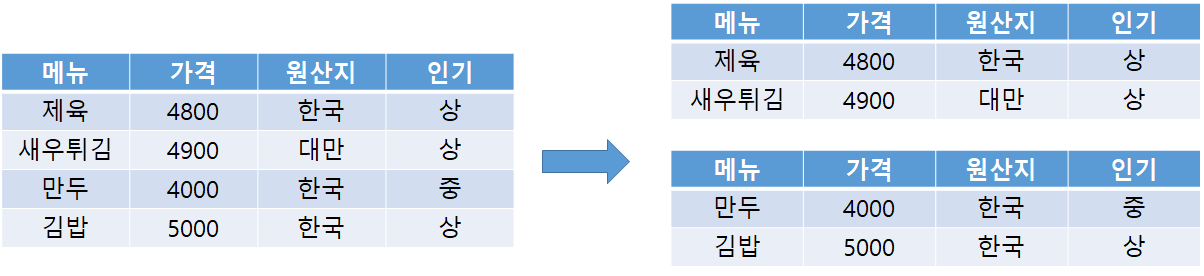 메뉴 가격 원산지 인기
제육 4800 한국 상
새우튀김 4900 대만 상
만두 4000 한국 중
김밥 5000 한국 상
메뉴 가격 원산지 인기
제육 4800 한국 상
새우튀김 4900 대만 상
메뉴 가격 원산지 인기
만두 4000 한국 중
김밥 5000 한국 상